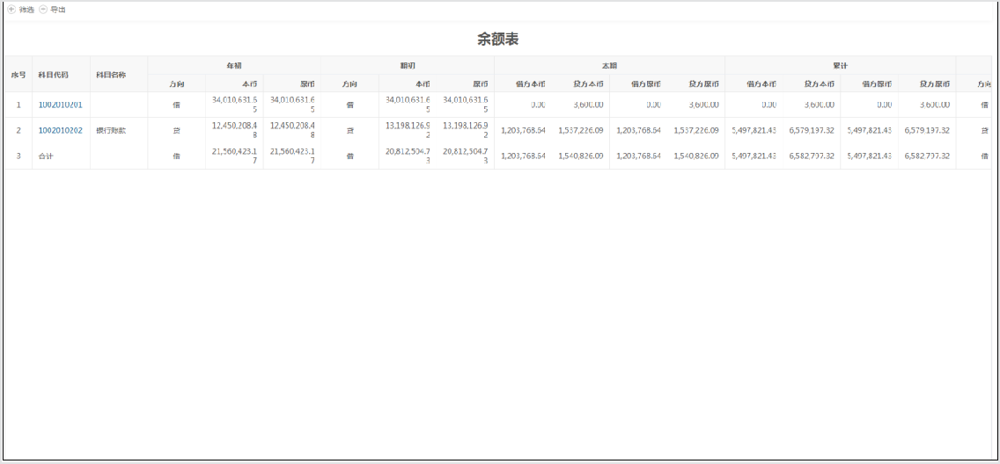 筛选 导出
余额表
序号 科目代码 科目名称 年初 期初 本期 累计
方向 本币 原币 方向 本币 原币 借方本币 贷方本币 借方原币 贷方原币 借方本币 贷方本币 借方原币 贷方原币 方向
1 1002010201 借 34,010,631.65 34,010,631.65 借 34,010,631.65 34,010,631.65 0.00 3,600.00 0.00 3,600.00 0.00 3,600.00 0.00 3,600.00 借
2 1002010202 银行账款 贷 12,450,208.48 12,450,208.48 贷 13,198,126.92 13,198,126.92 1,203,768.64 1,537,226.09 1,203,768.64 1,537,226.09 5,497,821.43 6,579,197.32 5,497,821.43 6,579,197.32 贷
3 合计 借 21,560,423.17 21,560,423.17 借 20,812,504.73 20,812,504.73 1,203,768.64 1,540,826.09 1,203,768.64 1,540,826.09 5,497,821.43 6,582,797.32 5,497,821.43 6,582,797.32 借